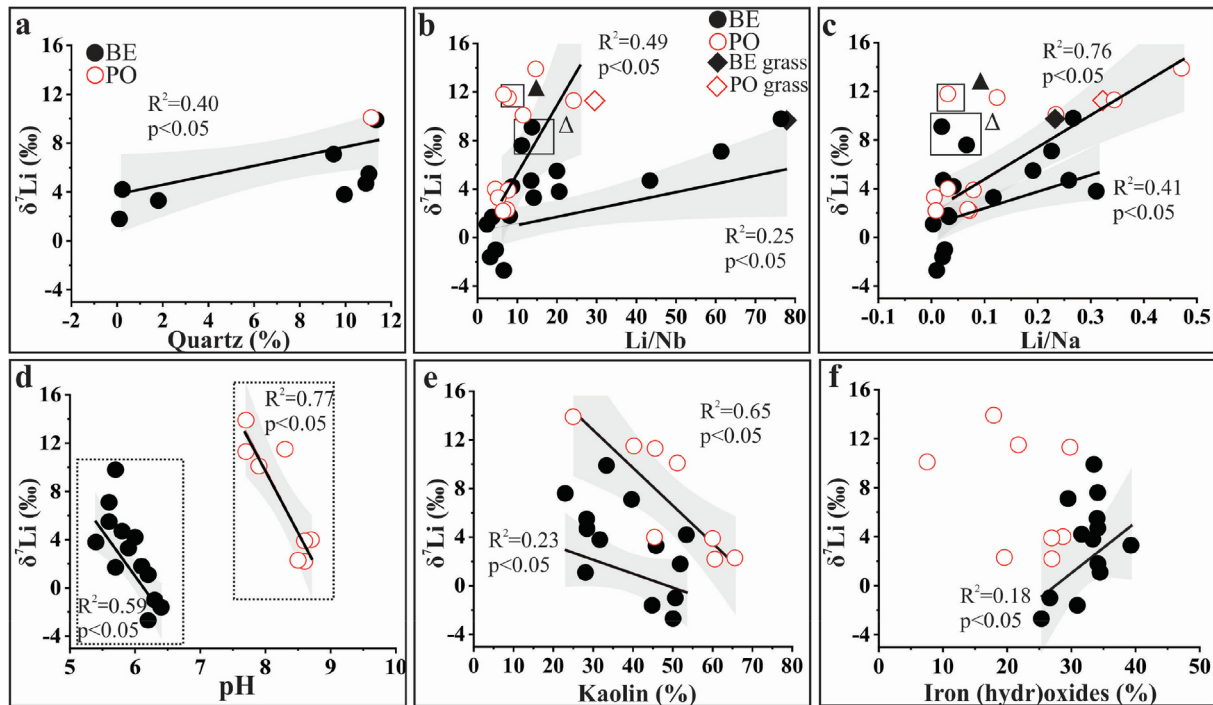 a
BE
PO
R²=0.40
p<0.05
δ⁷Li (‰)
16
12
8
4
0
-4
-2
0
2
4
6
8
10
12
Quartz (%)
b
R²=0.49
p<0.05
BE
PO
BE grass
PO grass
Δ
R²=0.25
p<0.05
δ⁷Li (‰)
16
12
8
4
0
-4
0
10
20
30
40
50
60
70
80
Li/Nb
c
R²=0.76
p<0.05
Δ
R²=0.41
p<0.05
δ⁷Li (‰)
16
12
8
4
0
-4
-0.1
0.0
0.1
0.2
0.3
0.4
0.5
Li/Na
d
R²=0.77
p<0.05
R²=0.59
p<0.05
δ⁷Li (‰)
16
12
8
4
0
-4
5
6
7
8
9
10
pH
e
R²=0.65
p<0.05
R²=0.23
p<0.05
δ⁷Li (‰)
16
12
8
4
0
-4
0
10
20
30
40
50
60
70
80
Kaolin (%)
f
R²=0.18
p<0.05
δ⁷Li (‰)
16
12
8
4
0
-4
0
10
20
30
40
50
Iron (hydr)oxides (%)